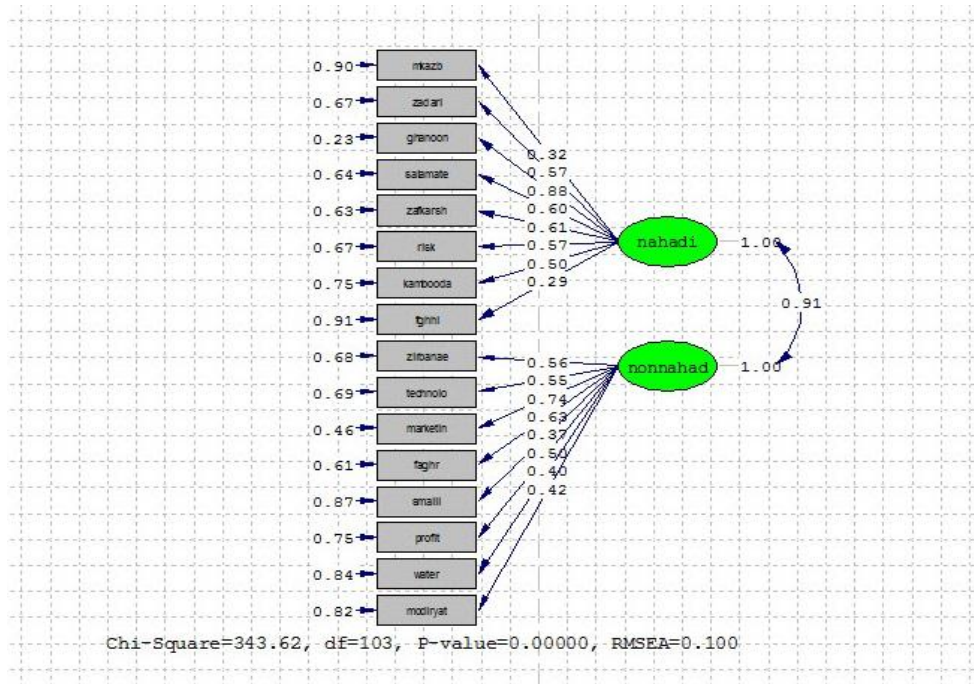 0.90 mkazb
0.32
0.67 zadari
0.57
0.23 ghanoon
0.88
0.64 salamate
0.60
0.63 zafkarsh
0.61
nahadi 1.00
0.67 risk
0.57
0.50
0.75 kambooda
0.29
0.91
0.91 fghhi
0.68 zirbanae
0.56
nonnahad 1.00
0.55
0.69 technolo
0.74
0.63
0.46 marketin
0.37
0.50
0.61 faghr
0.40
0.42
0.87 smalll
0.75 profit
0.84 water
0.82 modiryat
Chi-Square=343.62, df=103, P-value=0.00000, RMSEA=0.100